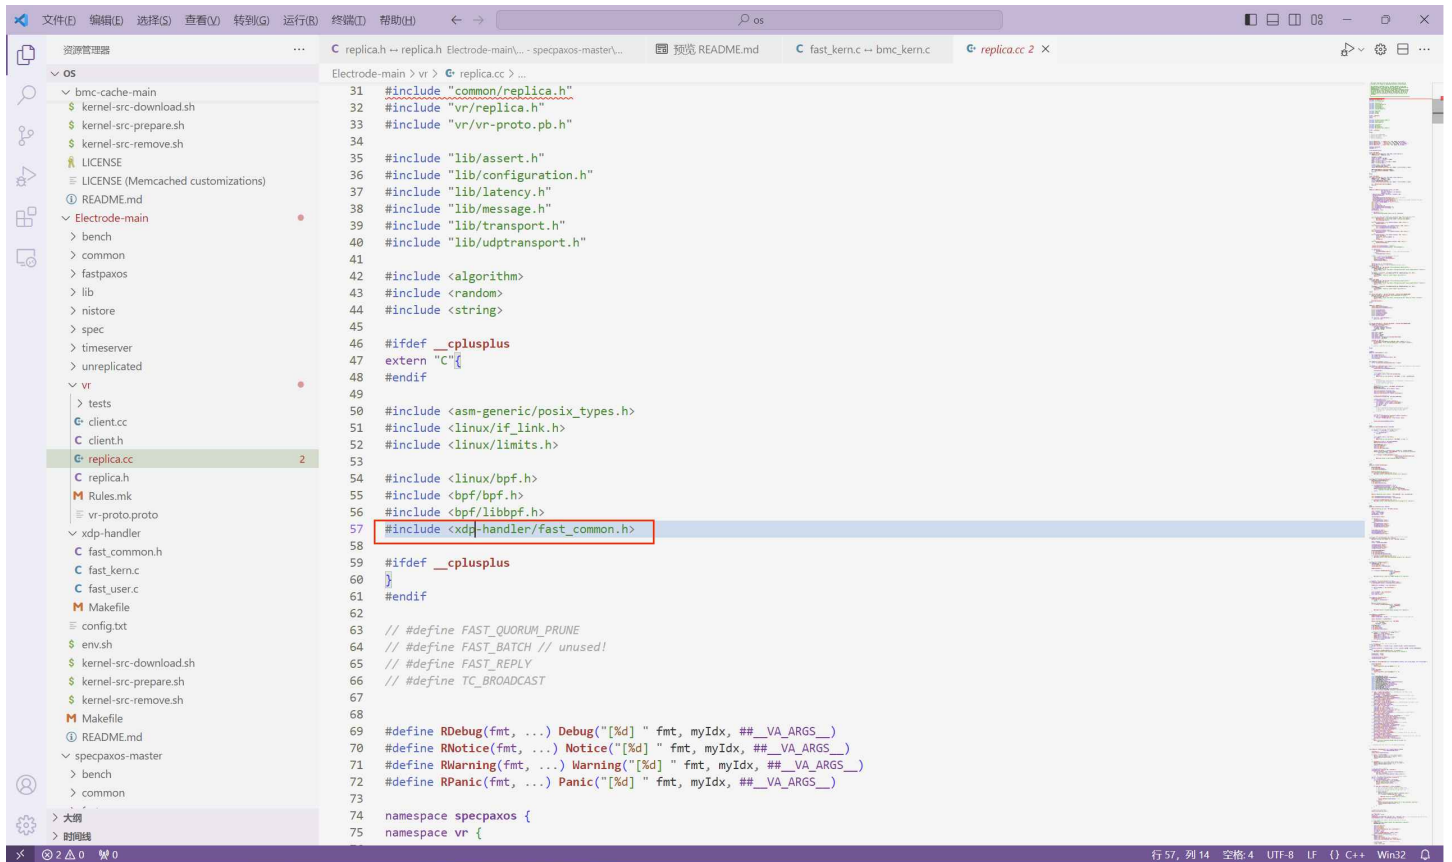 文件(F) 编辑(E) 选择(S) 查看(V) 转到(G) 运行(R) 终端(T) 帮助(H) ← → os
资源管理器 ···
C replica.h ↔ replica.h Electrode-main\... - specpaxos-master\... 预览 README.md C fast_kern.c ↔ bmc_kern.c replica.cc 2 ×
OS
Electrode-main > vr > replica.cc > ...
bmc-cache-main
$ kernel-src-download.sh
$ kernel-src-prepare.sh
$ kernel-src-remove.sh
LICENSE
LICENSE (Voss-branded customizations)
README.md
Electrode-main
bench
common
fastpaxos
lib
nistore
spec
timeserver
unreplicated
vr
tests
client.cc
C client.h
replica.cc 2
C replica.h
M Rules.mk
vr-proto.proto
xdp-handler
C fast_common.h
C fast_kern.c
C fast_user.c
M Makefile
config.txt
$ hv.sh
$ kernel-src-download.sh
$ kernel-src-prepare.sh
LICENSE
M Makefile
README.md
specpaxos-master
bench
common
大纲
时间线
31 #include "common/replica.h"
32 #include "vr/replica.h"
33 #include "vr/vr-proto.pb.h"
34
35 #include "lib/assert.h"
36 #include "lib/configuration.h"
37 #include "lib/latency.h"
38 #include "lib/message.h"
39 #include "lib/transport.h"
40 #include "lib/udptransport.h"
41
42 #include <algorithm>
43 #include <random>
44 #include <string>
45
46 #ifdef __cplusplus
47 extern "C"{
48 #endif
49
50 #include <asm-generic/posix_types.h>
51 #include <linux/if_link.h>
52 #include <linux/limits.h>
53
54 #include <linux/bpf.h>
55 #include <bpf/bpf.h>
56 #include <bpf/libbpf.h>
57 #include <xdp-handler/fast_common.h>
58
59 #ifdef __cplusplus
60 }
61 #endif
62
63 // #define FAST_QUORUM_PRUNE
64 // #define FAST_REPLY
65 // #define FAST_
66 // #define TC_BROADCAST
67
68
69 #define RDebug(fmt, ...) Debug("[%d] " fmt, myIdx, ##__VA_ARGS__)
70 #define RNotice(fmt, ...) Notice("[%d] " fmt, myIdx, ##__VA_ARGS__)
71 #define RWarning(fmt, ...) Warning("[%d] " fmt, myIdx, ##__VA_ARGS__)
72 #define RPanic(fmt, ...) Panic("[%d] " fmt, myIdx, ##__VA_ARGS__)
73
74 namespace specpaxos {
75 namespace vr {
2 0 0 行 57, 列 14 空格: 4 UTF-8 LF {} C++ Win32